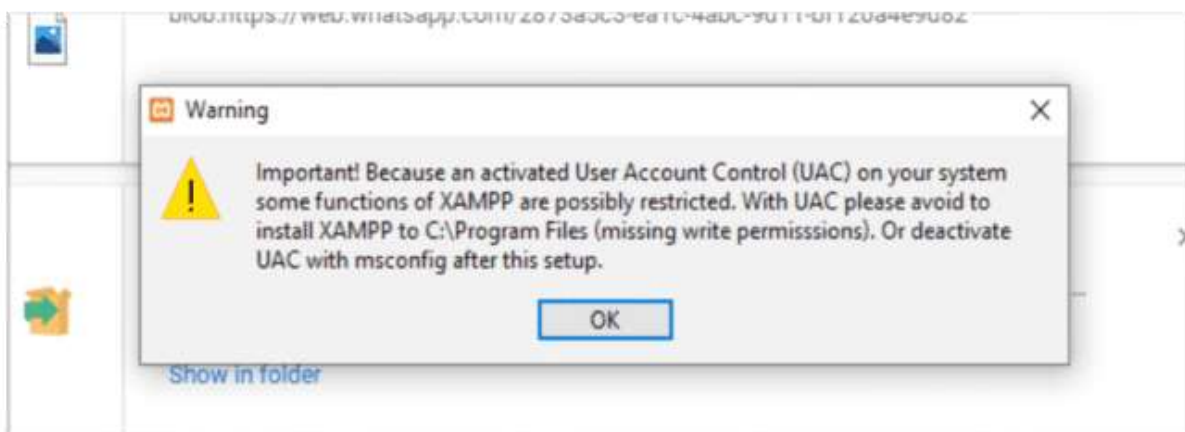 Warning
Important! Because an activated User Account Control (UAC) on your system
some functions of XAMPP are possibly restricted. With UAC please avoid to
install XAMPP to C:\Program Files (missing write permisssions). Or deactivate
UAC with msconfig after this setup.
OK
Show in folder